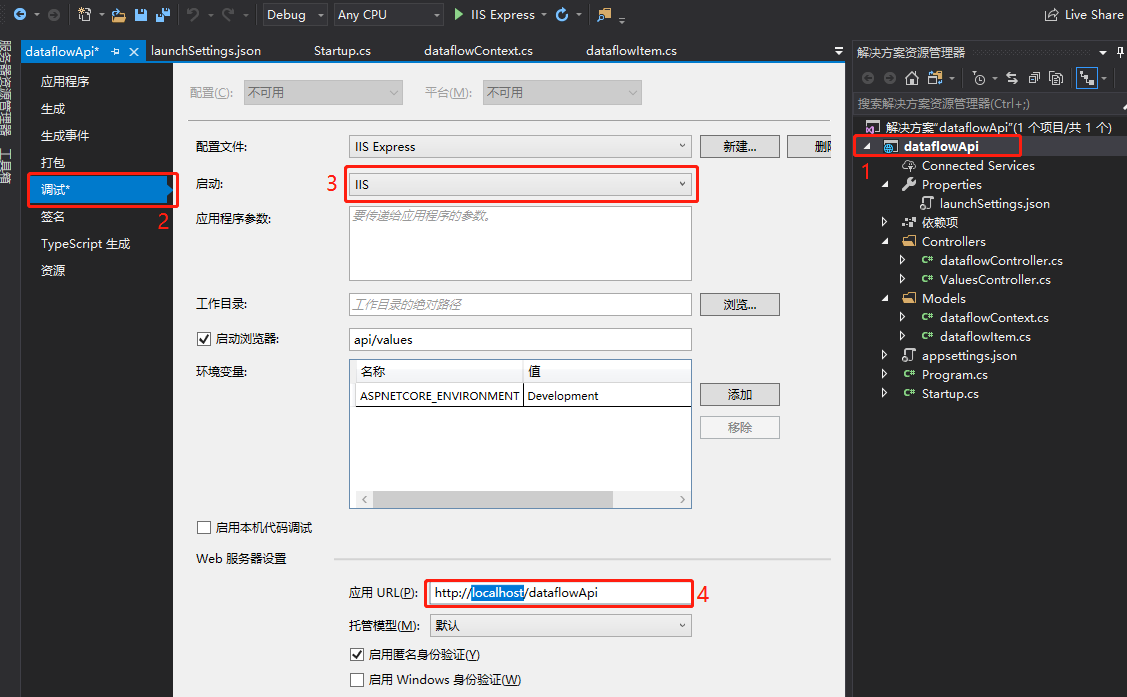 Debug
Any CPU
IIS Express
Live Share
服务器资源管理器
工具箱
dataflowApi*
launchSettings.json
Startup.cs
dataflowContext.cs
dataflowItem.cs
应用程序
生成
生成事件
打包
调试*
2
签名
TypeScript 生成
资源
配置(C): 不可用
平台(M): 不可用
配置文件: IIS Express
新建...
启动: 3 IIS
应用程序参数: 要传递给应用程序的参数。
工作目录: 工作目录的绝对路径
浏览...
启动浏览器: api/values
环境变量:
名称 值
ASPNETCORE_ENVIRONMENT Development
添加
移除
启用本机代码调试
Web 服务器设置
应用 URL(P): http://localhost/dataflowApi 4
托管模型(M): 默认
启用匿名身份验证(Y)
启用 Windows 身份验证(W)
解决方案资源管理器
搜索解决方案资源管理器(Ctrl+;)
解决方案"dataflowApi"(1 个项目/共 1 个)
dataflowApi
1
Connected Services
Properties
launchSettings.json
依赖项
Controllers
C# dataflowController.cs
C# ValuesController.cs
Models
C# dataflowContext.cs
C# dataflowItem.cs
appsettings.json
C# Program.cs
C# Startup.cs